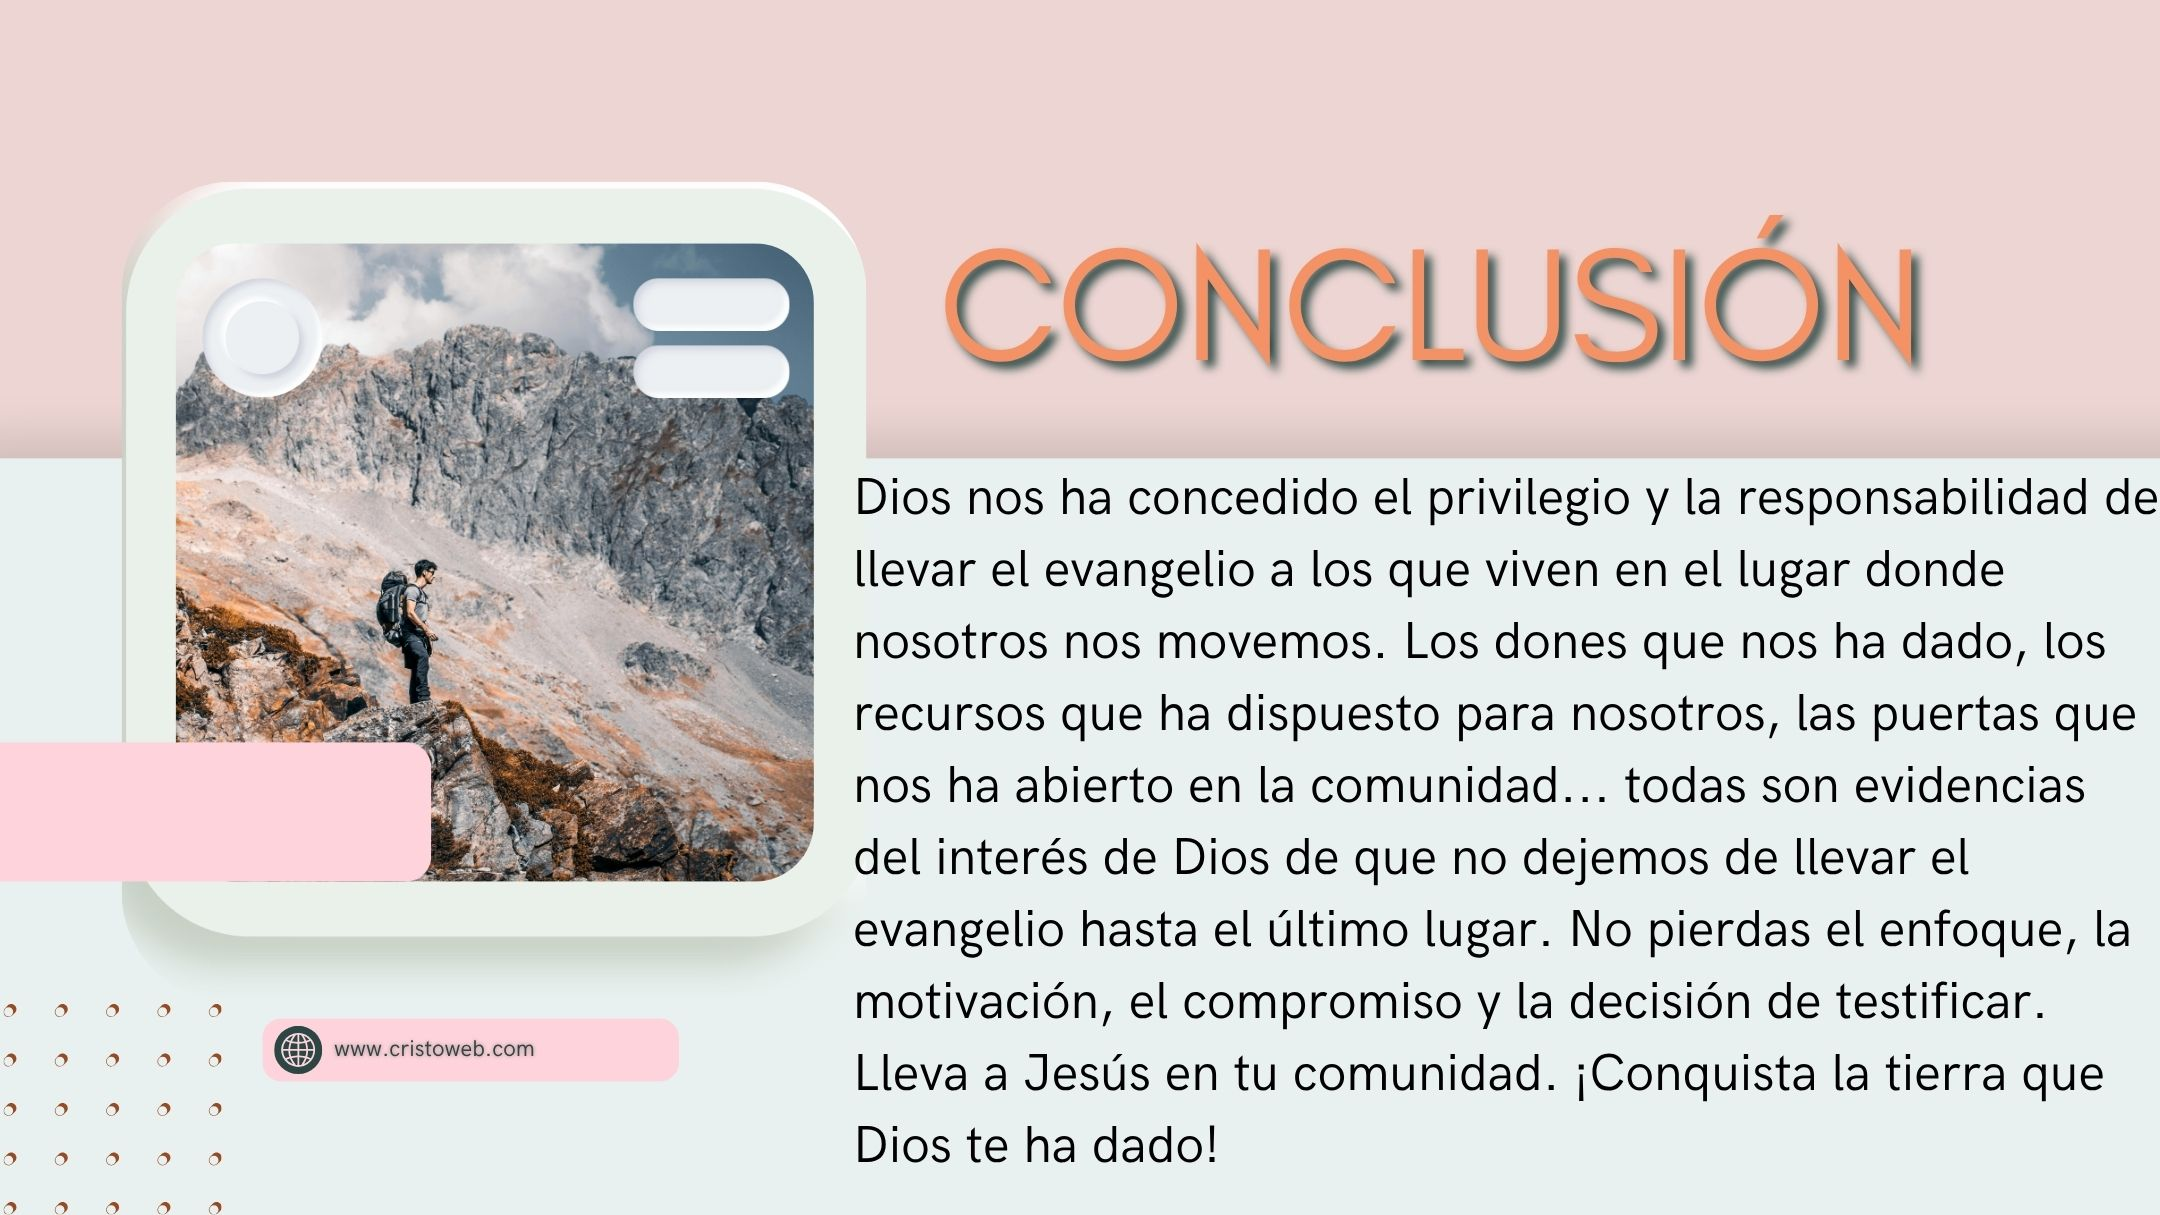 CONCLUSIÓN
Dios nos ha concedido el privilegio y la responsabilidad de
llevar el evangelio a los que viven en el lugar donde
nosotros nos movemos. Los dones que nos ha dado, los
recursos que ha dispuesto para nosotros, las puertas que
nos ha abierto en la comunidad... todas son evidencias
del interés de Dios de que no dejemos de llevar el
evangelio hasta el último lugar. No pierdas el enfoque, la
motivación, el compromiso y la decisión de testificar.
Lleva a Jesús en tu comunidad. ¡Conquista la tierra que
Dios te ha dado!
www.cristoweb.com